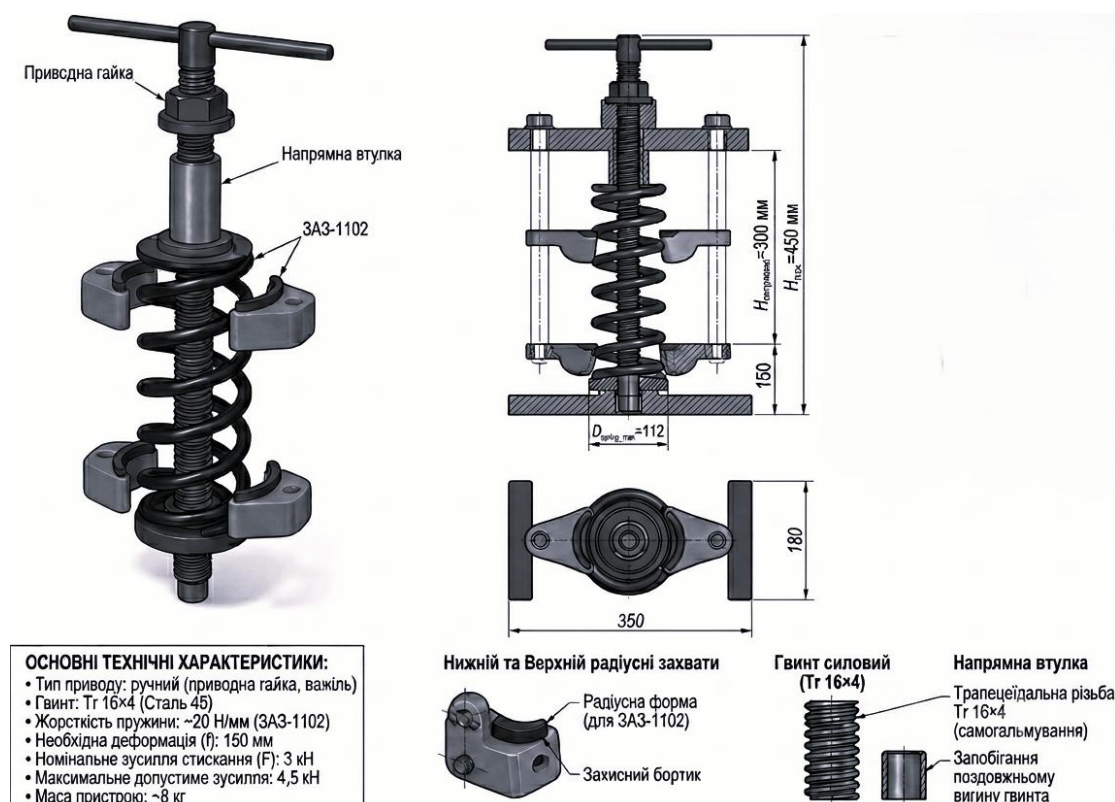 Приводна гайка
Напрямна втулка
ЗАЗ-1102
H=300 мм
H=450 мм
150
D=112
180
350
ОСНОВНІ ТЕХНІЧНІ ХАРАКТЕРИСТИКИ:
• Тип приводу: ручний (приводна гайка, важіль)
• Гвинт: Tr 16×4 (Сталь 45)
• Жорсткість пружини: ~20 Н/мм (ЗАЗ-1102)
• Необхідна деформація (f): 150 мм
• Номінальне зусилля стискання (F): 3 кН
• Максимальне допустиме зусилля: 4,5 кН
• Маса пристрою: ~8 кг
Нижній та Верхній радіусні захвати
Радіусна форма
(для ЗАЗ-1102)
Захисний бортик
Гвинт силовий
(Tr 16×4)
Напрямна втулка
Трапецеїдальна різьба
Tr 16×4
(самогальмування)
Запобігання
поздовжньому
вигину гвинта